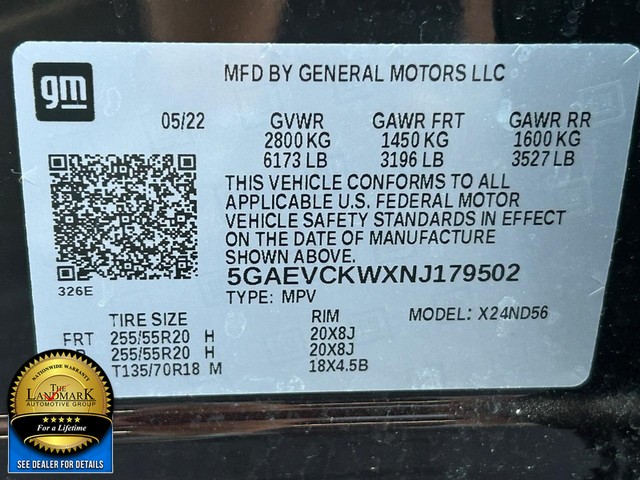 gm
MFD BY GENERAL MOTORS LLC
05/22 GVWR GAWR FRT GAWR RR
2800 KG 1450 KG 1600 KG
6173 LB 3196 LB 3527 LB
THIS VEHICLE CONFORMS TO ALL
APPLICABLE U.S. FEDERAL MOTOR
VEHICLE SAFETY STANDARDS IN EFFECT
ON THE DATE OF MANUFACTURE
SHOWN ABOVE.
326E
5GAEVCKWXNJ179502
TYPE: MPV MODEL: X24ND56
TIRE SIZE RIM
FRT 255/55R20 H 20X8J
255/55R20 H 20X8J
T135/70R18 M 18X4.5B
NATIONWIDE WARRANTY
THE
LANDMARK
AUTOMOTIVE GROUP
For a Lifetime
SEE DEALER FOR DETAILS